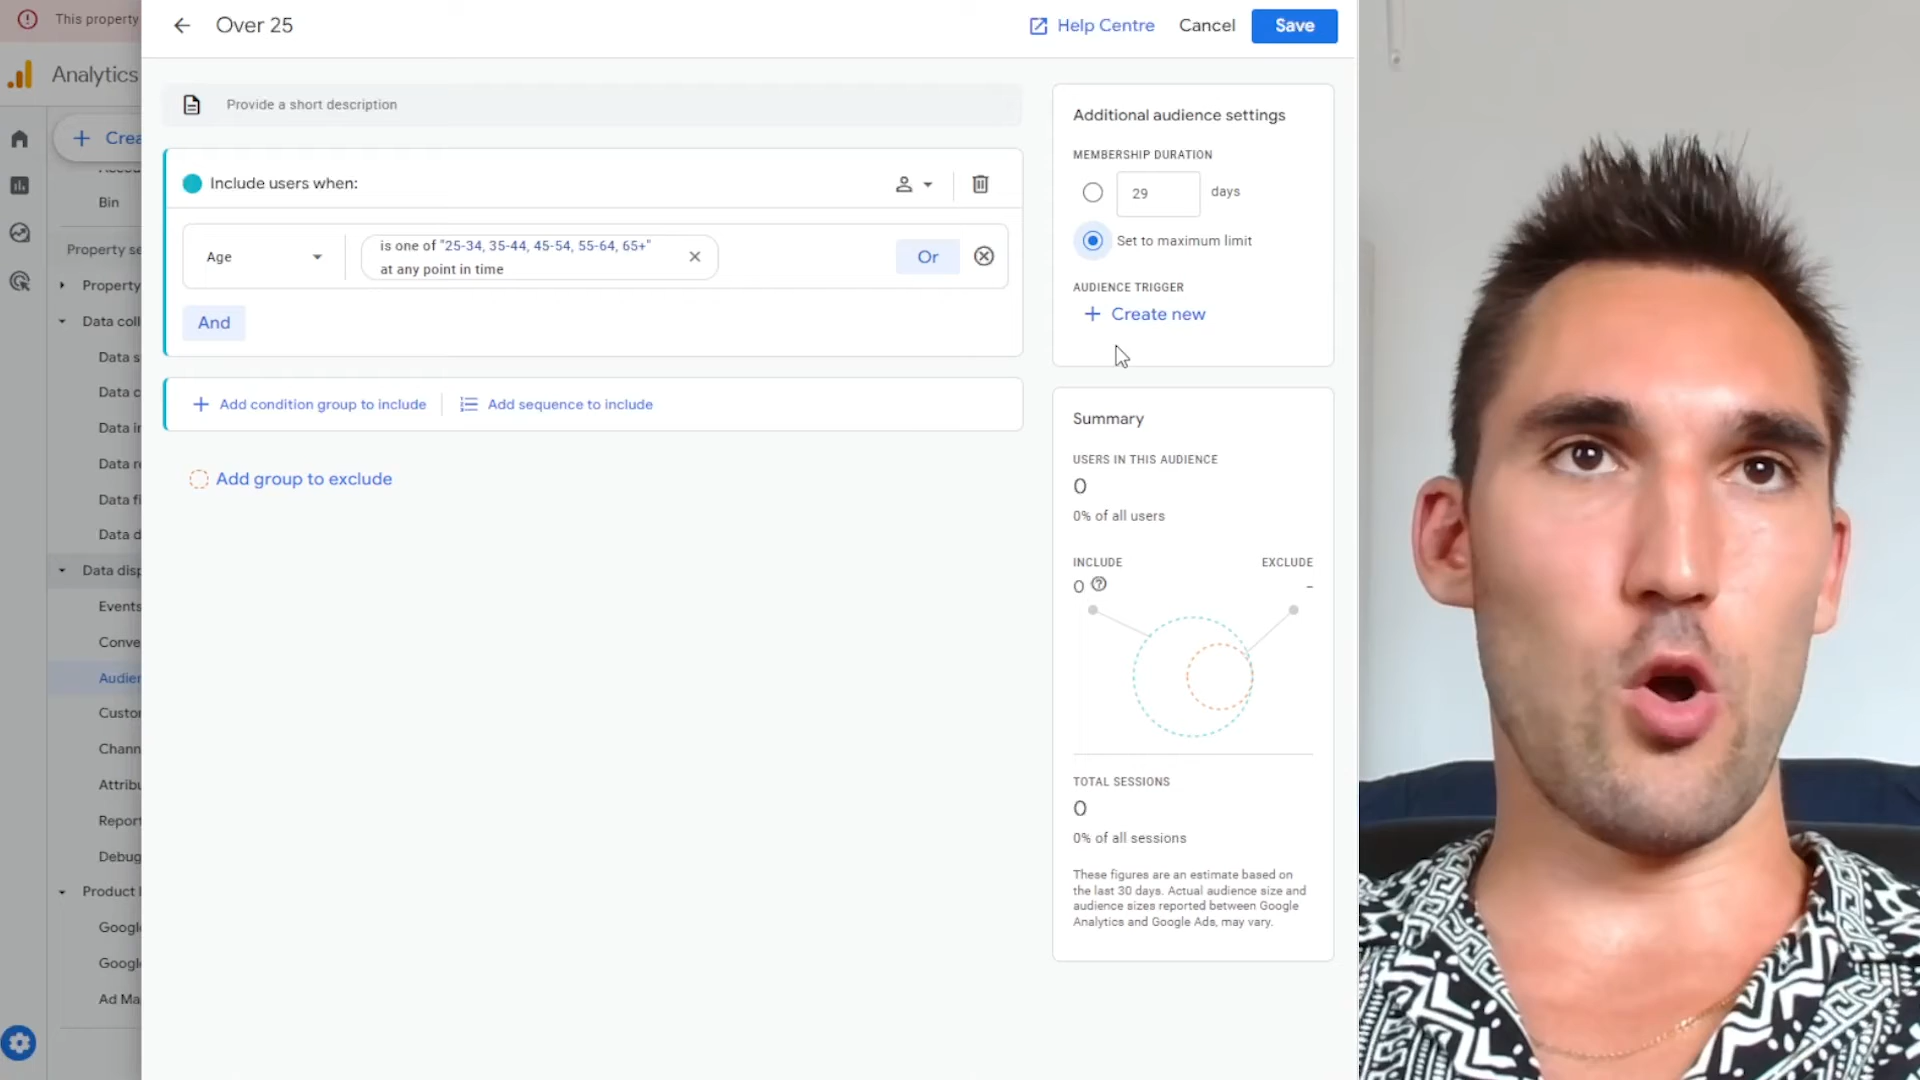 This property
Over 25
Help Centre
Cancel
Save
Analytics
Provide a short description
Crea
Bin
Property se
Property
Data coll
Data s
Data c
Data in
Data re
Data fi
Data d
Data disp
Events
Conve
Audien
Custo
Chann
Attribu
Report
Debug
Product l
Googl
Googl
Ad Ma
Include users when:
Age
is one of "25-34, 35-44, 45-54, 55-64, 65+"
at any point in time
Or
And
Add condition group to include
Add sequence to include
Add group to exclude
Additional audience settings
MEMBERSHIP DURATION
29
days
Set to maximum limit
AUDIENCE TRIGGER
Create new
Summary
USERS IN THIS AUDIENCE
0
0% of all users
INCLUDE
EXCLUDE
0
-
TOTAL SESSIONS
0
0% of all sessions
These figures are an estimate based on
the last 30 days. Actual audience size and
audience sizes reported between Google
Analytics and Google Ads, may vary.